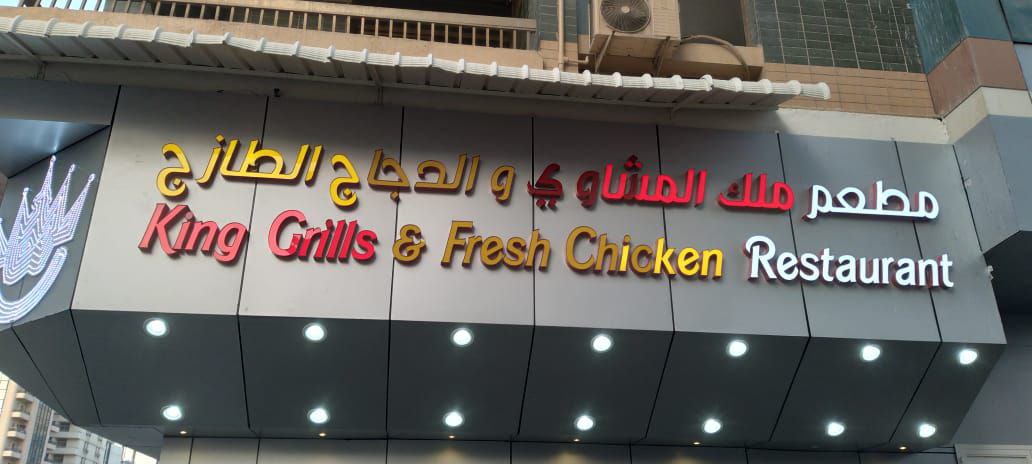 مطعم ملك المشاوي و الدجاج الطازج
King Grills & Fresh Chicken Restaurant